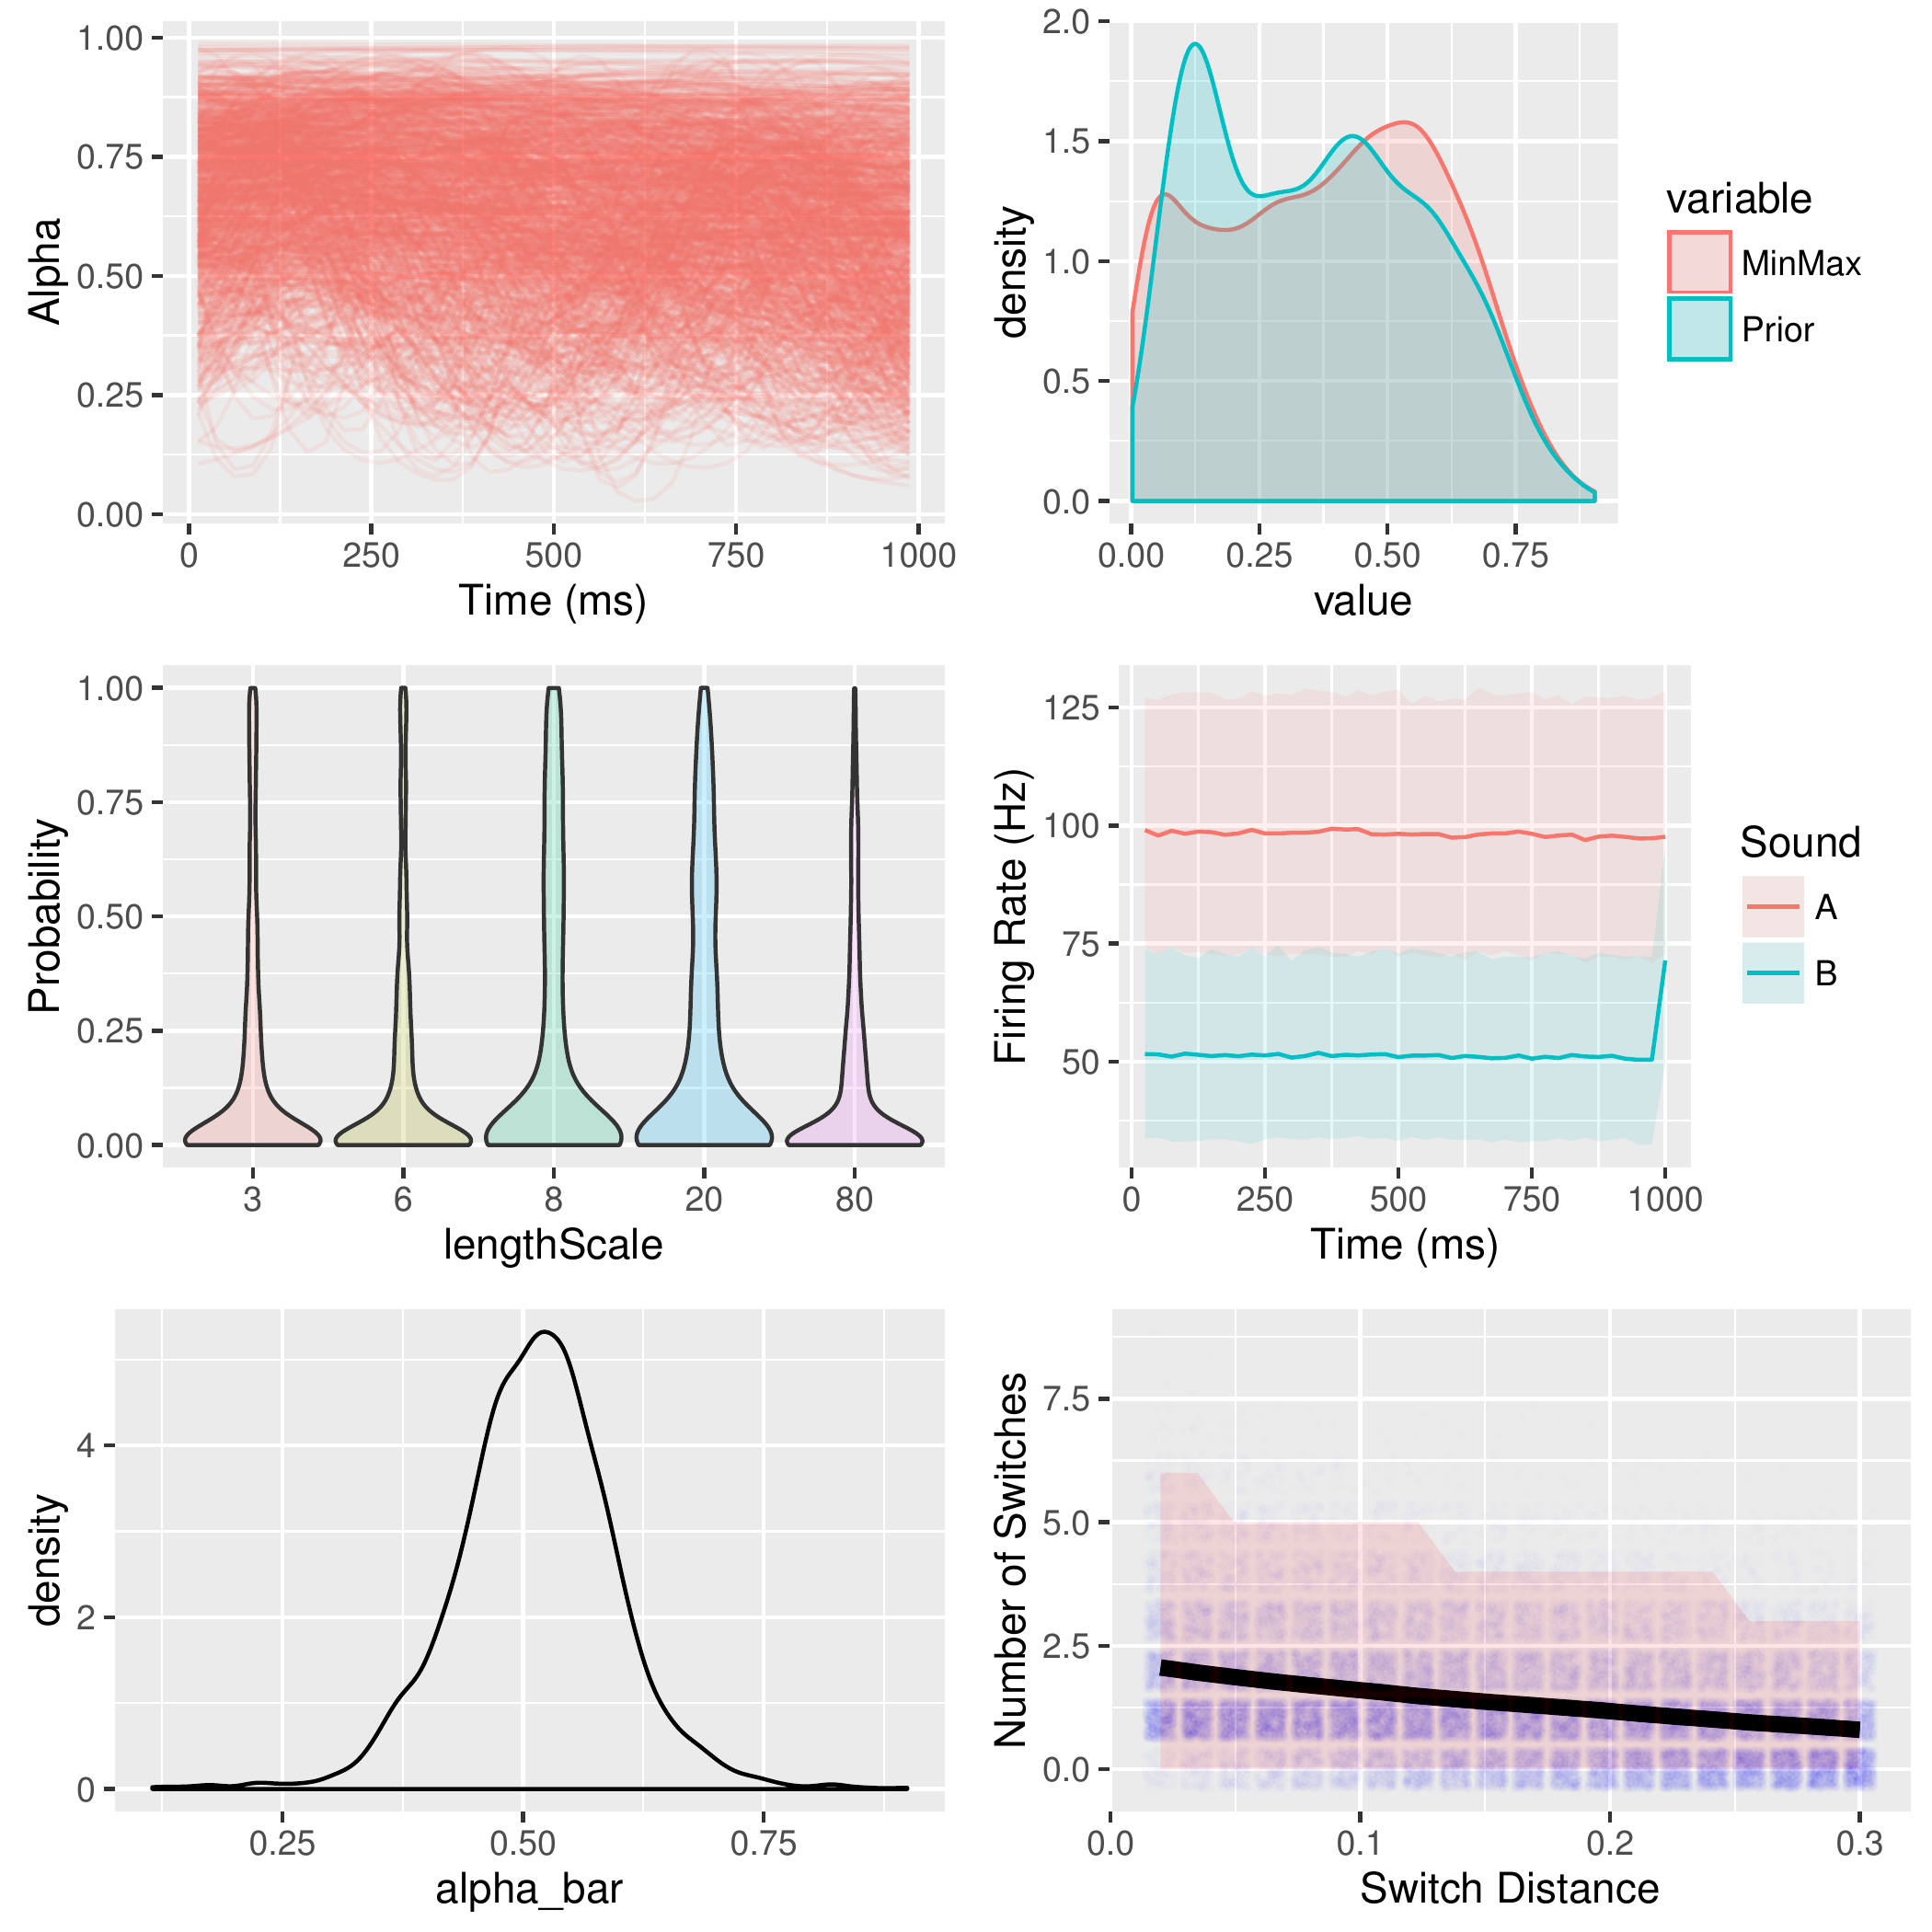 1.00
0.75
0.50
0.25
0.00
Alpha
0 250 500 750 1000
Time (ms)
2.0
1.5
1.0
0.5
0.0
density
0.00 0.25 0.50 0.75
value
variable
MinMax
Prior
1.00
0.75
0.50
0.25
0.00
Probability
3 6 8 20 80
lengthScale
125
100
75
50
Firing Rate (Hz)
0 250 500 750 1000
Time (ms)
Sound
A
B
4
2
0
density
0.25 0.50 0.75
alpha_bar
7.5
5.0
2.5
0.0
Number of Switches
0.0 0.1 0.2 0.3
Switch Distance